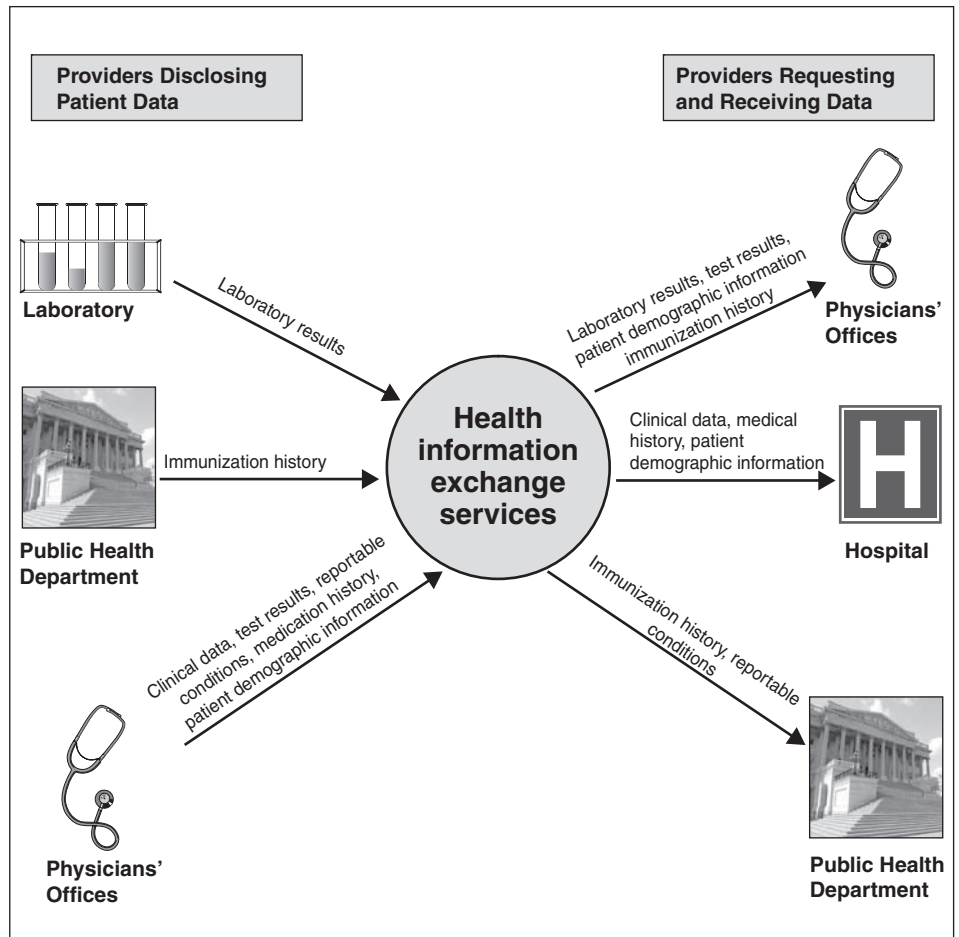 Providers Disclosing
Patient Data
Providers Requesting
and Receiving Data
Laboratory
Laboratory results
Laboratory results, test results,
patient demographic information
immunization history
Physicians’
Offices
Public Health
Department
Immunization history
Health
information
exchange
services
Clinical data, medical
history, patient
demographic information
H
Hospital
Clinical data, test results, reportable
conditions, medication history,
patient demographic information
Physicians’
Offices
Immunization history, reportable
conditions
Public Health
Department